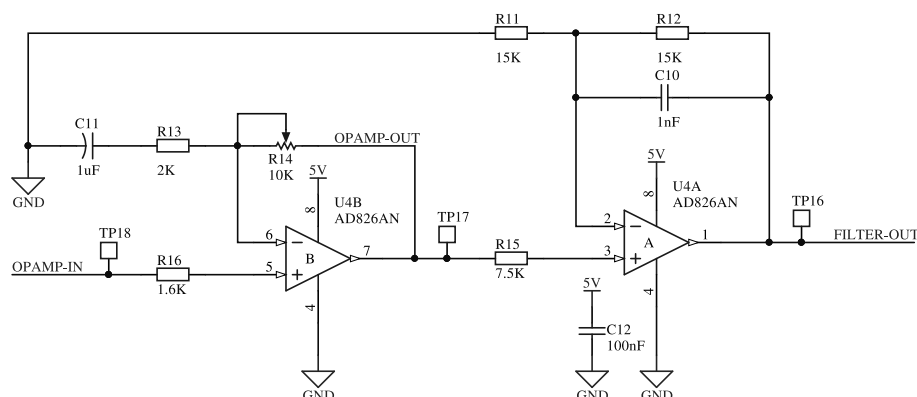 R11
15K
R12
15K
C10
1nF
C11
1uF
R13
2K
R14
10K
OPAMP-OUT
GND
5V
8
U4B
AD826AN
5V
8
U4A
AD826AN
TP18
TP17
TP16
OPAMP-IN
R16
1.6K
6
5
B
7
4
R15
7.5K
2
3
A
1
4
FILTER-OUT
5V
C12
100nF
GND
GND
GND